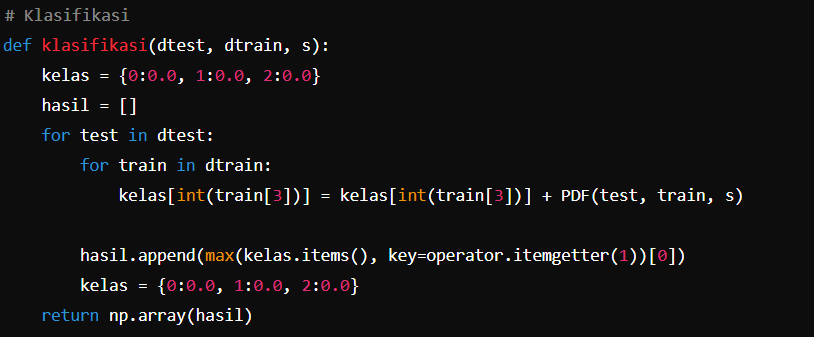 # Klasifikasi
def klasifikasi(dtest, dtrain, s):
    kelas = {0:0.0, 1:0.0, 2:0.0}
    hasil = []
    for test in dtest:
        for train in dtrain:
            kelas[int(train[3])] = kelas[int(train[3])] + PDF(test, train, s)
        hasil.append(max(kelas.items(), key=operator.itemgetter(1))[0])
        kelas = {0:0.0, 1:0.0, 2:0.0}
    return np.array(hasil)